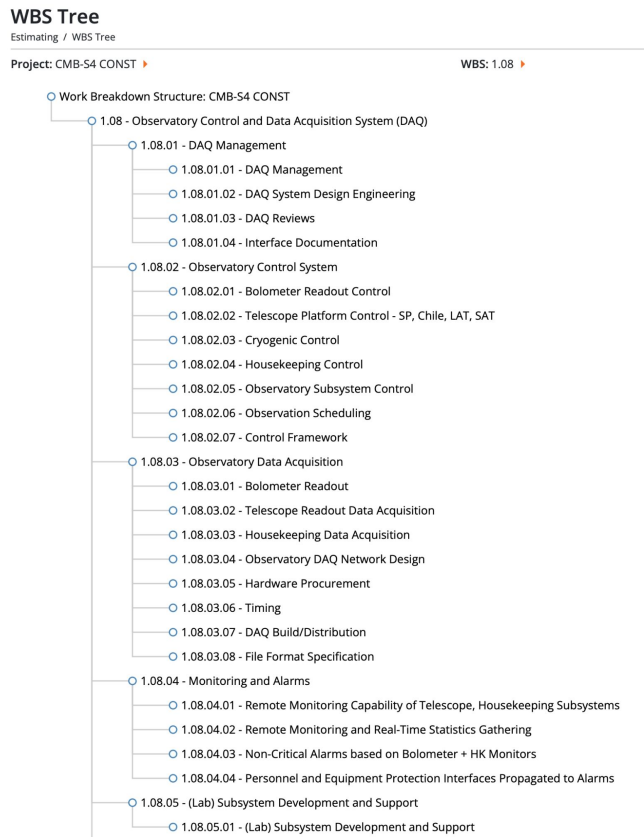 WBS Tree
Estimating / WBS Tree
Project: CMB-S4 CONST
WBS: 1.08
Work Breakdown Structure: CMB-S4 CONST
1.08 - Observatory Control and Data Acquisition System (DAQ)
1.08.01 - DAQ Management
1.08.01.01 - DAQ Management
1.08.01.02 - DAQ System Design Engineering
1.08.01.03 - DAQ Reviews
1.08.01.04 - Interface Documentation
1.08.02 - Observatory Control System
1.08.02.01 - Bolometer Readout Control
1.08.02.02 - Telescope Platform Control - SP, Chile, LAT, SAT
1.08.02.03 - Cryogenic Control
1.08.02.04 - Housekeeping Control
1.08.02.05 - Observatory Subsystem Control
1.08.02.06 - Observation Scheduling
1.08.02.07 - Control Framework
1.08.03 - Observatory Data Acquisition
1.08.03.01 - Bolometer Readout
1.08.03.02 - Telescope Readout Data Acquisition
1.08.03.03 - Housekeeping Data Acquisition
1.08.03.04 - Observatory DAQ Network Design
1.08.03.05 - Hardware Procurement
1.08.03.06 - Timing
1.08.03.07 - DAQ Build/Distribution
1.08.03.08 - File Format Specification
1.08.04 - Monitoring and Alarms
1.08.04.01 - Remote Monitoring Capability of Telescope, Housekeeping Subsystems
1.08.04.02 - Remote Monitoring and Real-Time Statistics Gathering
1.08.04.03 - Non-Critical Alarms based on Bolometer + HK Monitors
1.08.04.04 - Personnel and Equipment Protection Interfaces Propagated to Alarms
1.08.05 - (Lab) Subsystem Development and Support
1.08.05.01 - (Lab) Subsystem Development and Support